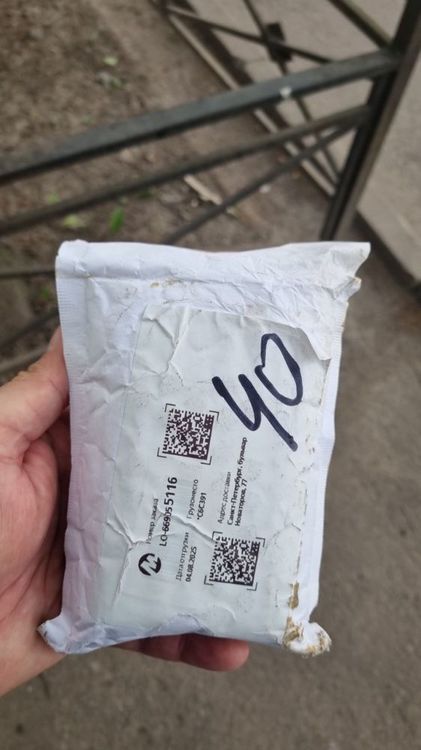 40
Номер заказа
LO-66905 5116
Дата отгрузки
04.08.2025
Грузоместо
*C6C391
Адрес доставки
Санкт-Петербург, бульвар
Новаторов, 77